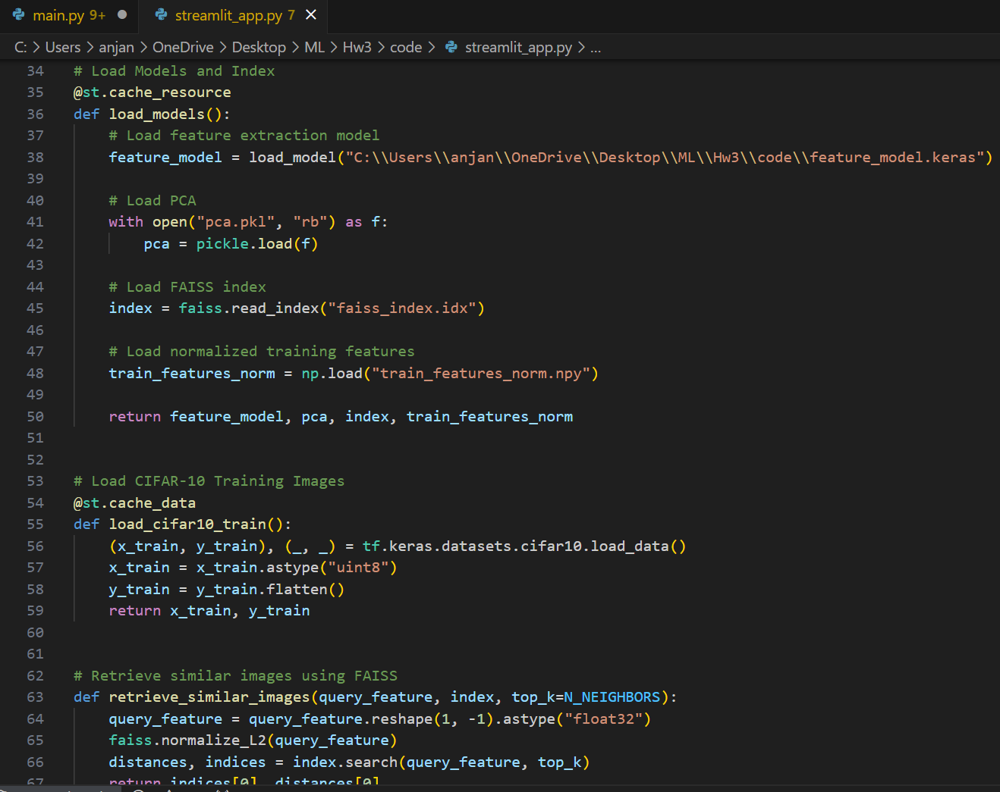 main.py 9+ ● streamlit_app.py 7 ×
C: > Users > anjan > OneDrive > Desktop > ML > Hw3 > code > streamlit_app.py > ...
34 # Load Models and Index
35 @st.cache_resource
36 def load_models():
37     # Load feature extraction model
38     feature_model = load_model("C:\\Users\\anjan\\OneDrive\\Desktop\\ML\\Hw3\\code\\feature_model.keras")
39
40     # Load PCA
41     with open("pca.pkl", "rb") as f:
42         pca = pickle.load(f)
43
44     # Load FAISS index
45     index = faiss.read_index("faiss_index.idx")
46
47     # Load normalized training features
48     train_features_norm = np.load("train_features_norm.npy")
49
50     return feature_model, pca, index, train_features_norm
51
52
53 # Load CIFAR-10 Training Images
54 @st.cache_data
55 def load_cifar10_train():
56     (x_train, y_train), (_, _) = tf.keras.datasets.cifar10.load_data()
57     x_train = x_train.astype("uint8")
58     y_train = y_train.flatten()
59     return x_train, y_train
60
61
62 # Retrieve similar images using FAISS
63 def retrieve_similar_images(query_feature, index, top_k=N_NEIGHBORS):
64     query_feature = query_feature.reshape(1, -1).astype("float32")
65     faiss.normalize_L2(query_feature)
66     distances, indices = index.search(query_feature, top_k)
67     return indices[0], distances[0]